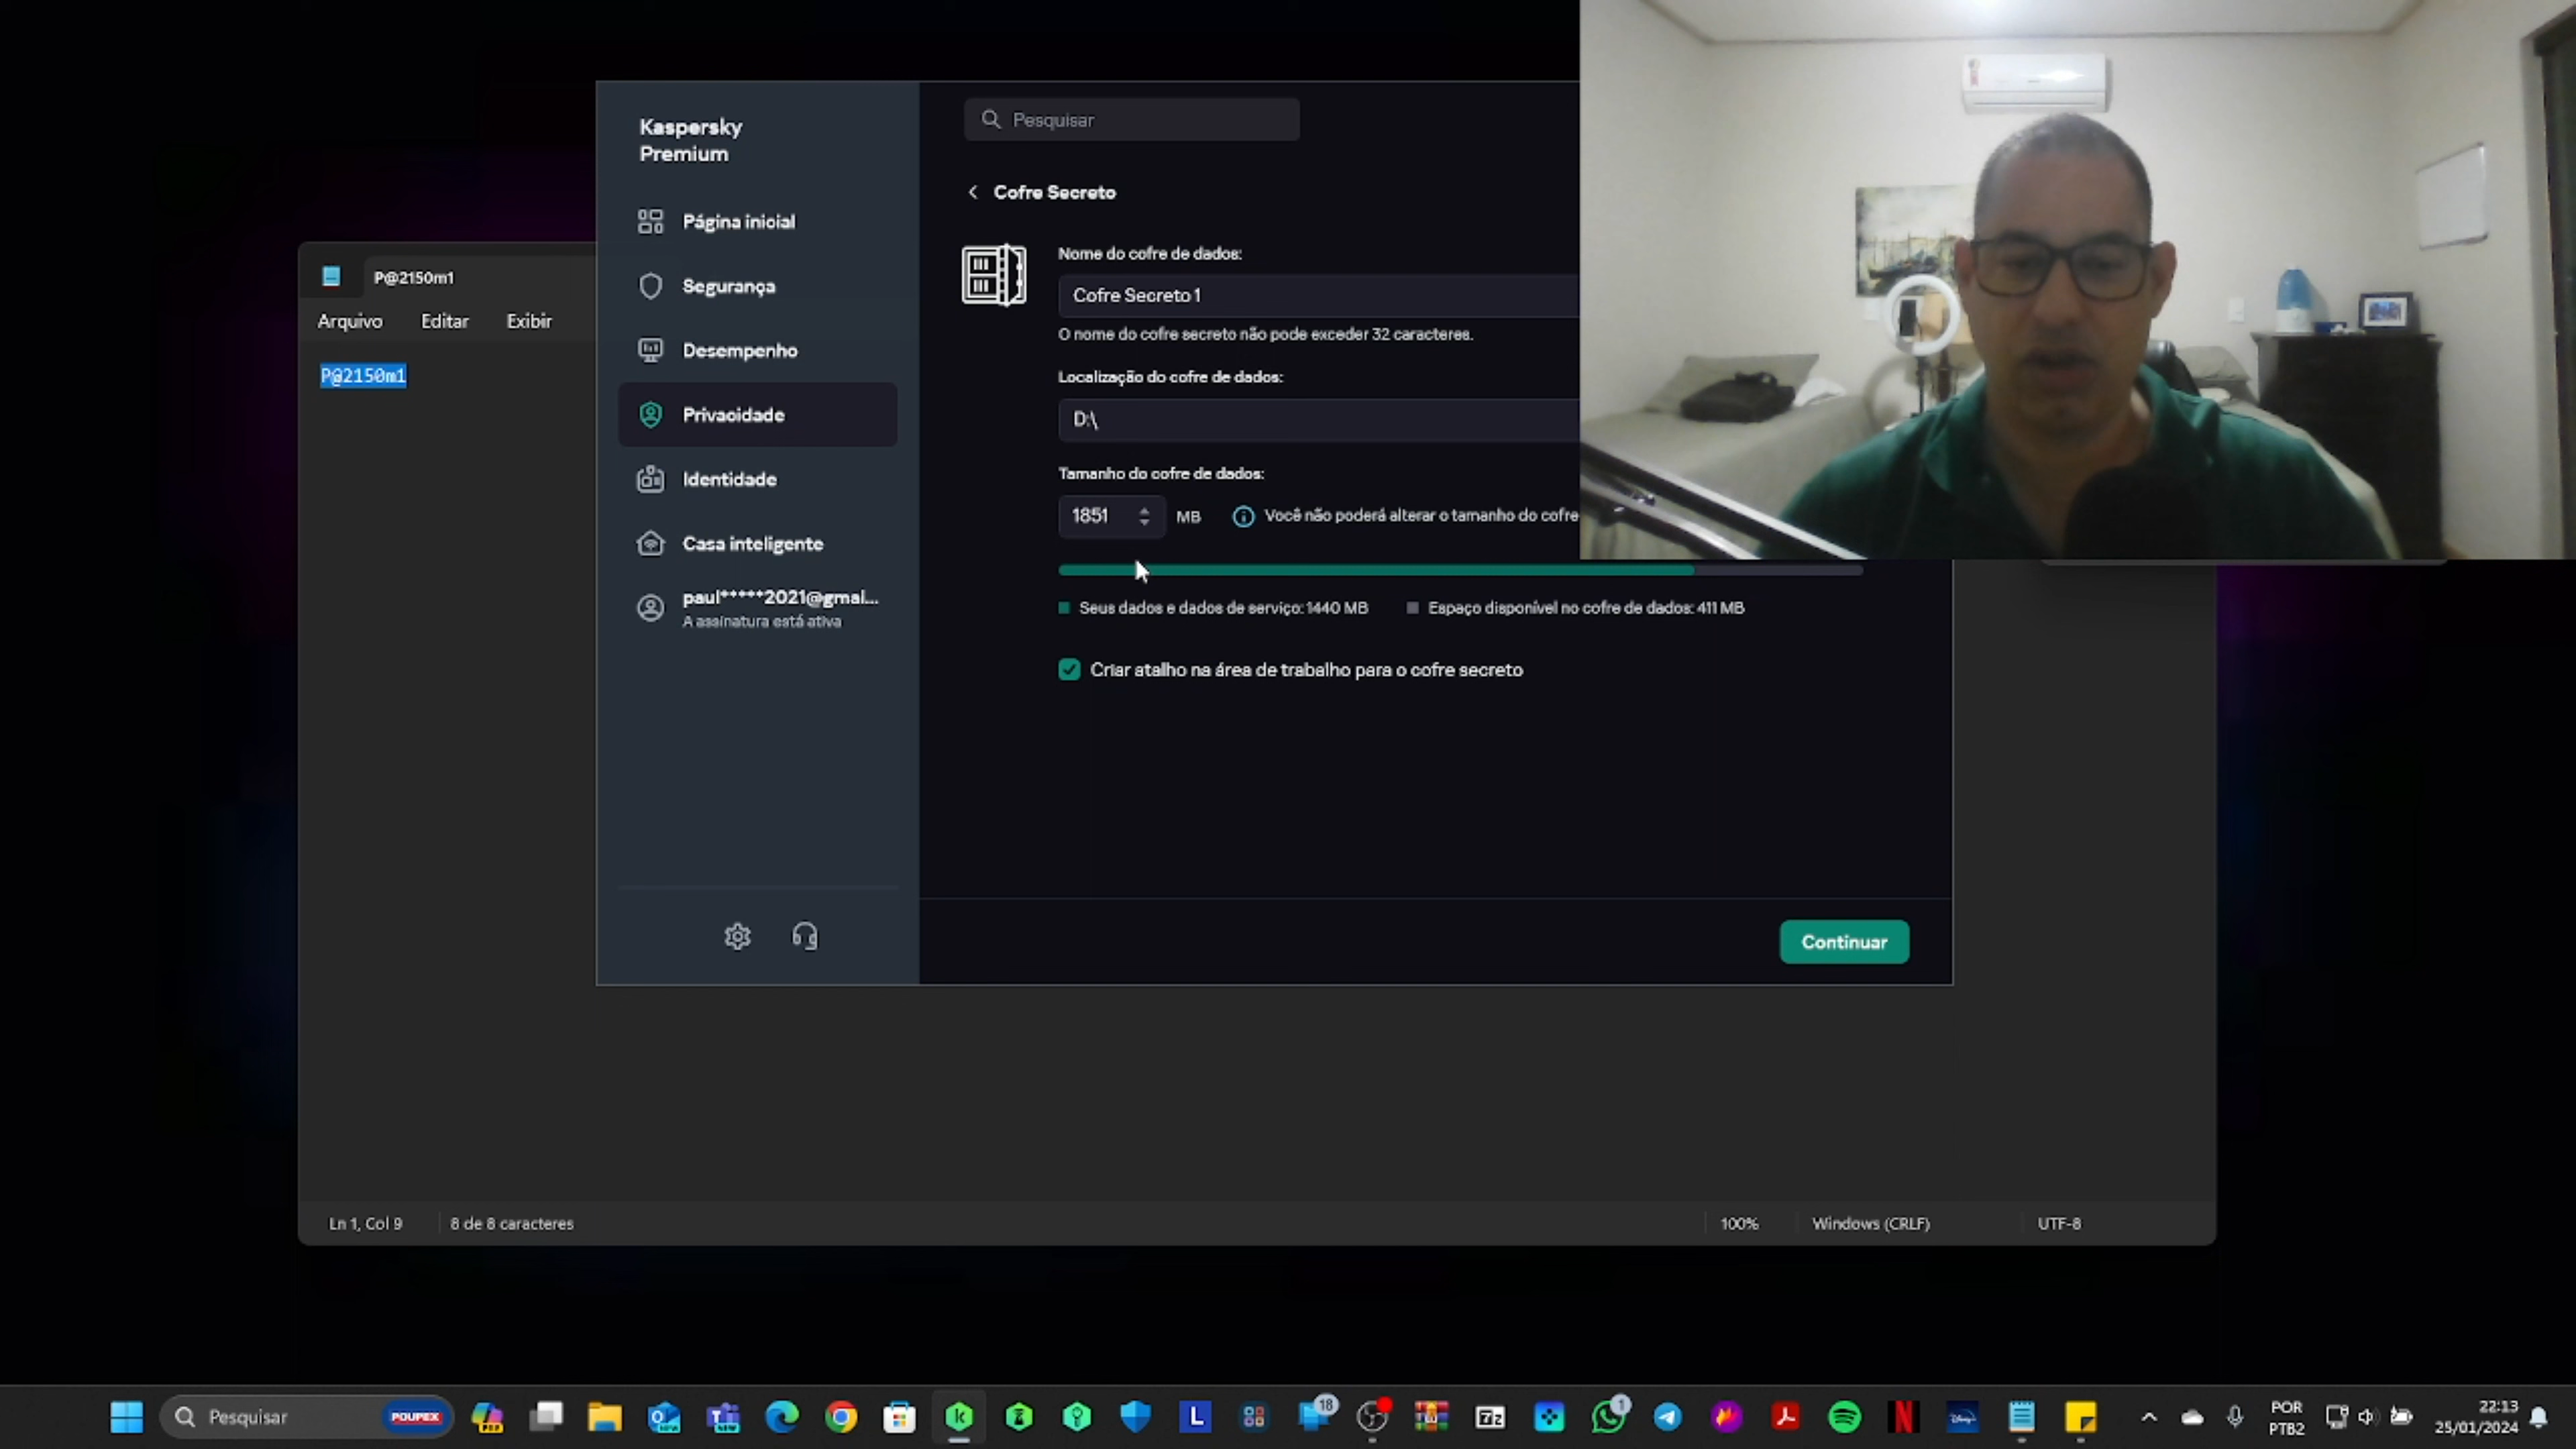 Kaspersky
Premium
Página inicial
Segurança
Desempenho
Privacidade
Identidade
Casa inteligente
paul*****2021@gmal...
A assinatura está ativa
Pesquisar
Cofre Secreto
Nome do cofre de dados:
Cofre Secreto 1
O nome do cofre secreto não pode exceder 32 caracteres.
Localização do cofre de dados:
D:\
Tamanho do cofre de dados:
1851 MB Você não poderá alterar o tamanho do cofre
Seus dados e dados de serviço: 1440 MB Espaço disponível no cofre de dados: 411 MB
Criar atalho na área de trabalho para o cofre secreto
Continuar
P@2150m1
Arquivo Editar Exibir
P@2150m1
Ln 1, Col 9 8 de 8 caracteres 100% Windows (CRLF) UTF-8
Pesquisar POUPEX
18
1
POR
PTB2
22:13
25/01/2024